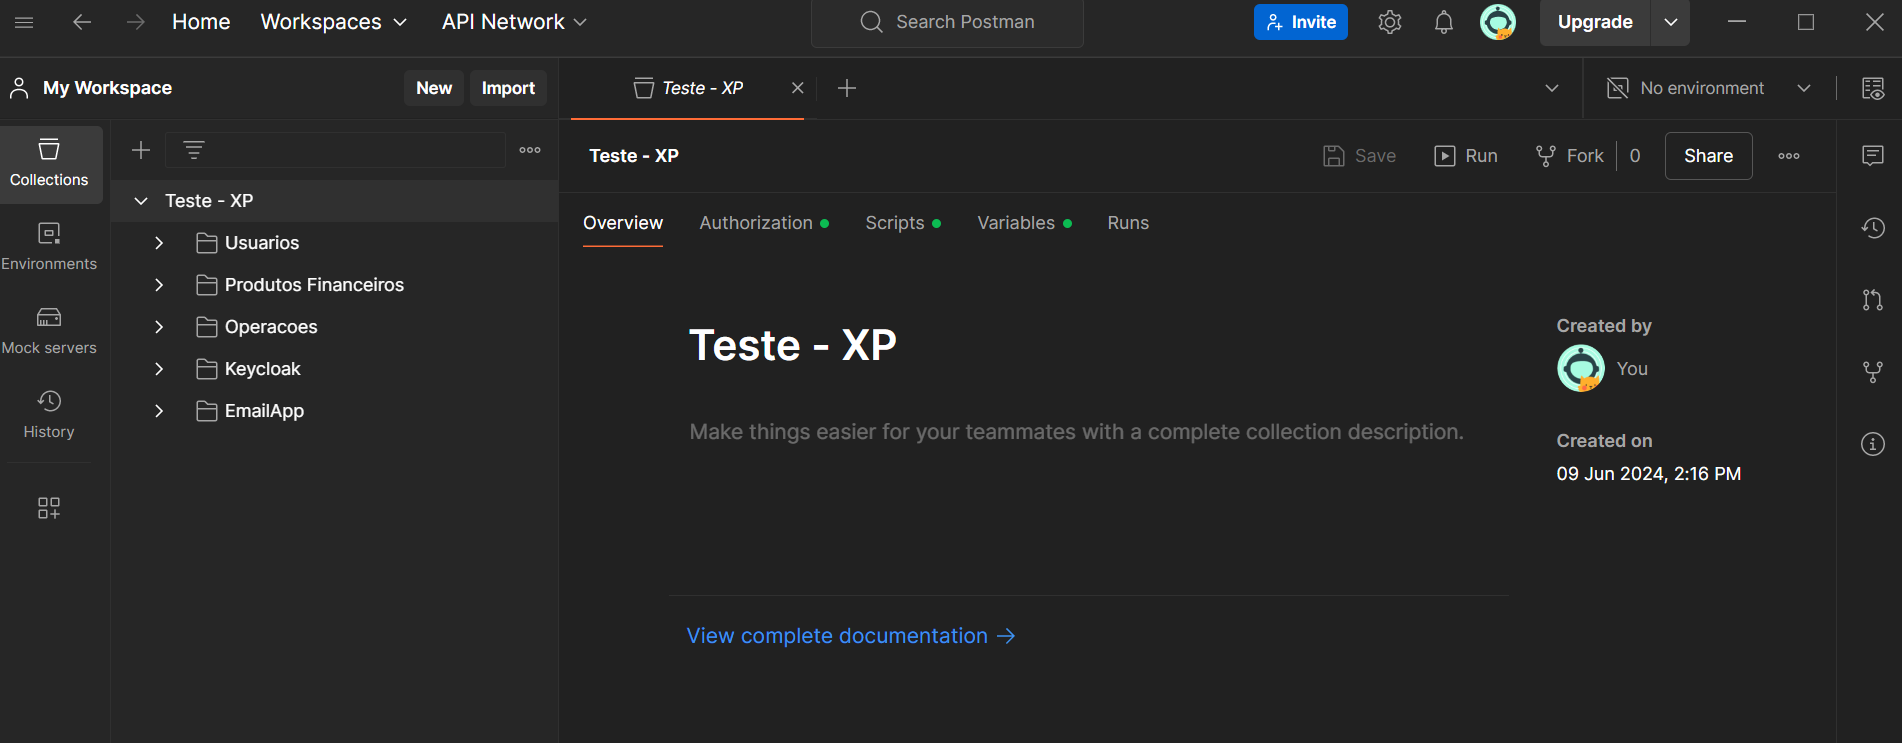 Home Workspaces API Network Search Postman Invite Upgrade
My Workspace New Import Teste - XP No environment
Collections
Environments
Mock servers
History
Teste - XP
Usuarios
Produtos Financeiros
Operacoes
Keycloak
EmailApp
Teste - XP Save Run Fork 0 Share
Overview Authorization Scripts Variables Runs
Teste - XP
Make things easier for your teammates with a complete collection description.
View complete documentation →
Created by
You
Created on
09 Jun 2024, 2:16 PM